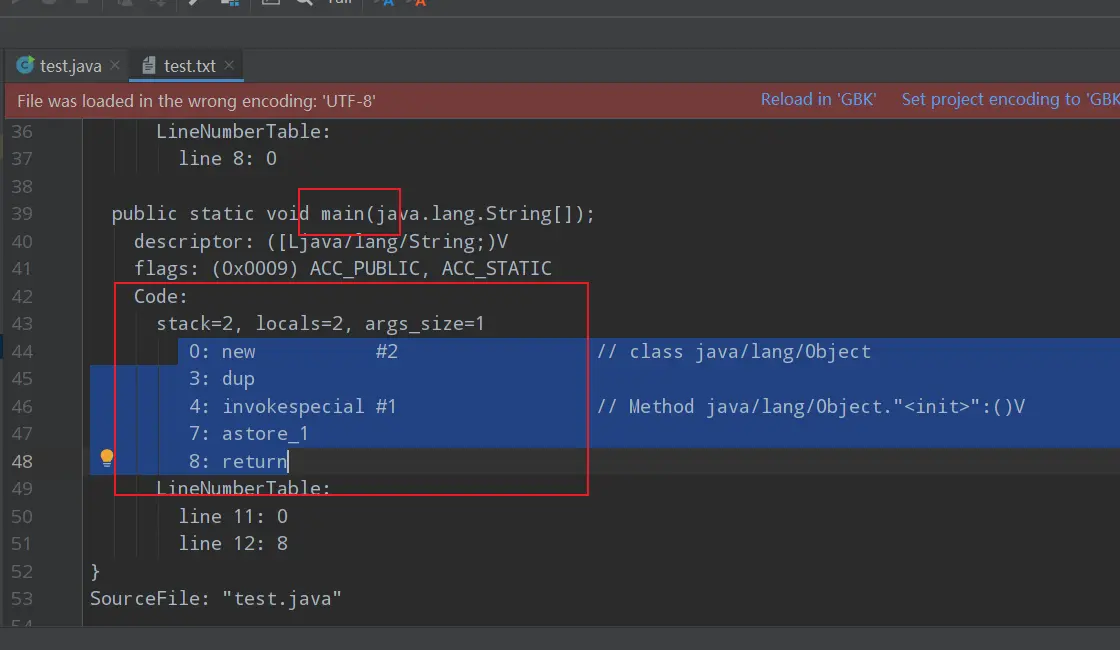 test.java test.txt
File was loaded in the wrong encoding: 'UTF-8' Reload in 'GBK' Set project encoding to 'GBK
36 LineNumberTable:
37 line 8: 0
38
39 public static void main(java.lang.String[]);
40 descriptor: ([Ljava/lang/String;)V
41 flags: (0x0009) ACC_PUBLIC, ACC_STATIC
42 Code:
43 stack=2, locals=2, args_size=1
44 0: new #2 // class java/lang/Object
45 3: dup
46 4: invokespecial #1 // Method java/lang/Object."<init>":()V
47 7: astore_1
48 8: return
49 LineNumberTable:
50 line 11: 0
51 line 12: 8
52 }
53 SourceFile: "test.java"
54